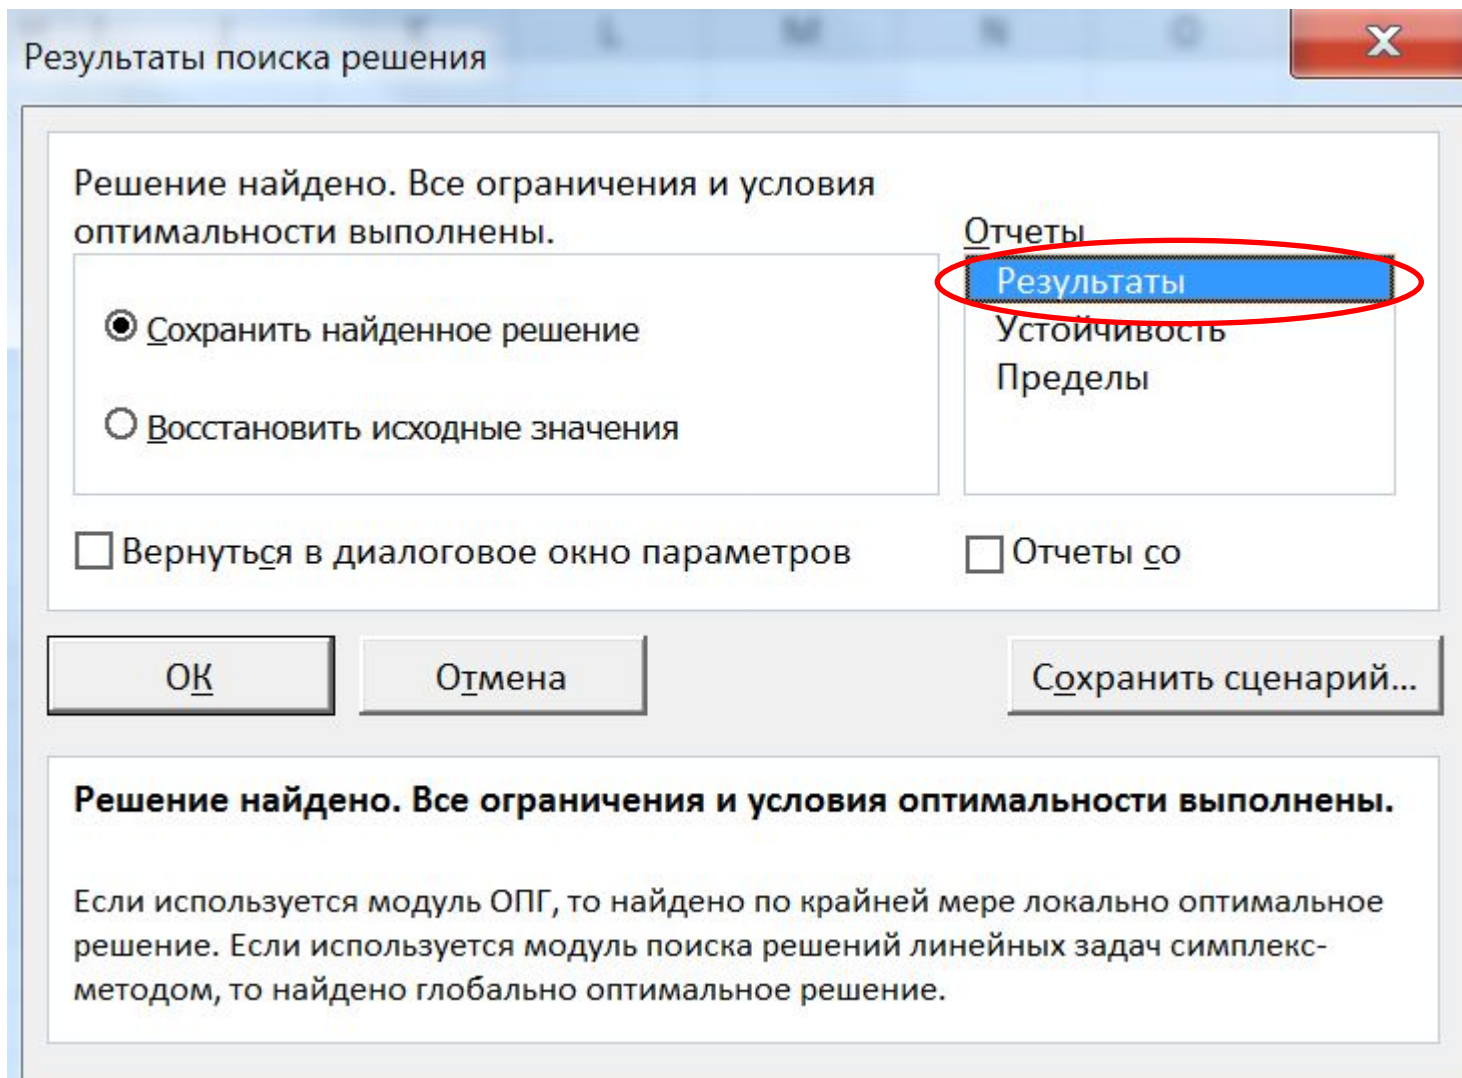 L M N O
Результаты поиска решения
X
Решение найдено. Все ограничения и условия
оптимальности выполнены.
Отчеты
Результаты
Сохранить найденное решение
Устойчивость
Пределы
Восстановить исходные значения
Вернуться в диалоговое окно параметров
Отчеты со
ОК
Отмена
Сохранить сценарий...
Решение найдено. Все ограничения и условия оптимальности выполнены.
Если используется модуль ОПГ, то найдено по крайней мере локально оптимальное
решение. Если используется модуль поиска решений линейных задач симплекс-
методом, то найдено глобально оптимальное решение.